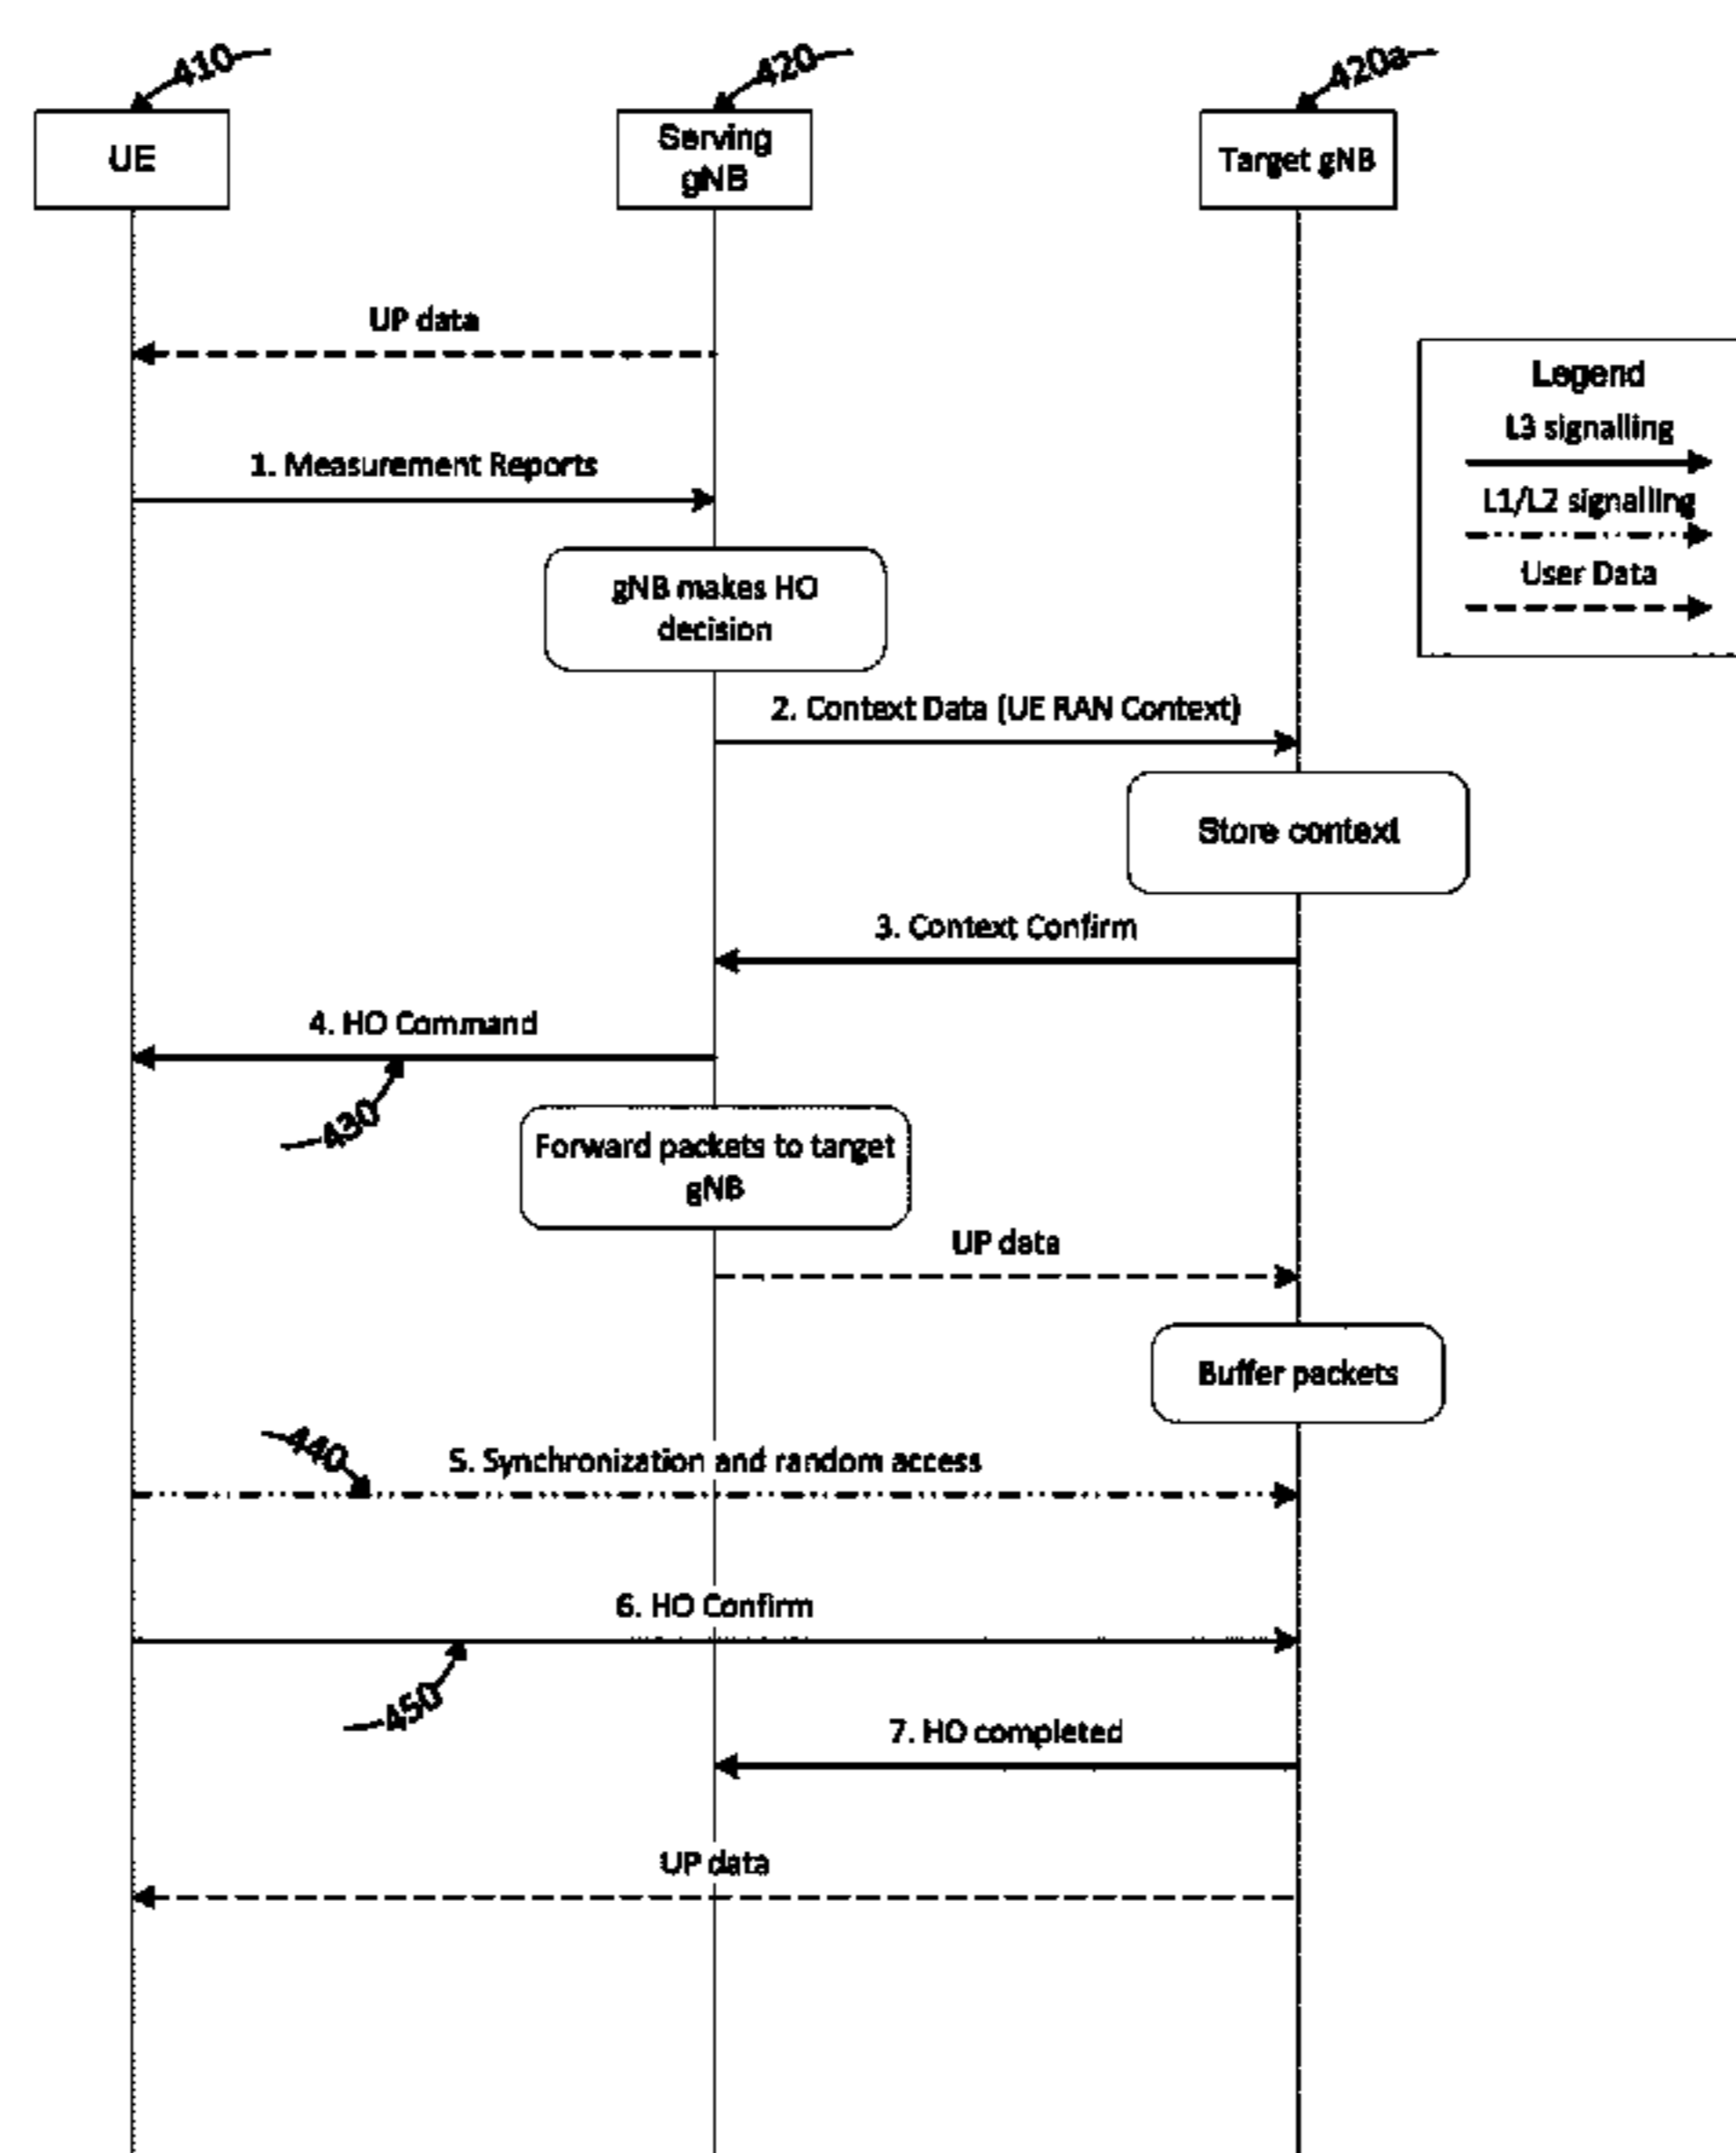 410
420
420a
UE
Serving
gNB
Target gNB
UP data
Legend
L3 signalling
1. Measurement Reports
L1/L2 signalling
User Data
gNB makes HO
decision
2. Context Data (UE RAN Context)
Store context
3. Context Confirm
4. HO Command
430
Forward packets to target
gNB
UP data
Buffer packets
440
5. Synchronization and random access
6. HO Confirm
450
7. HO completed
UP data